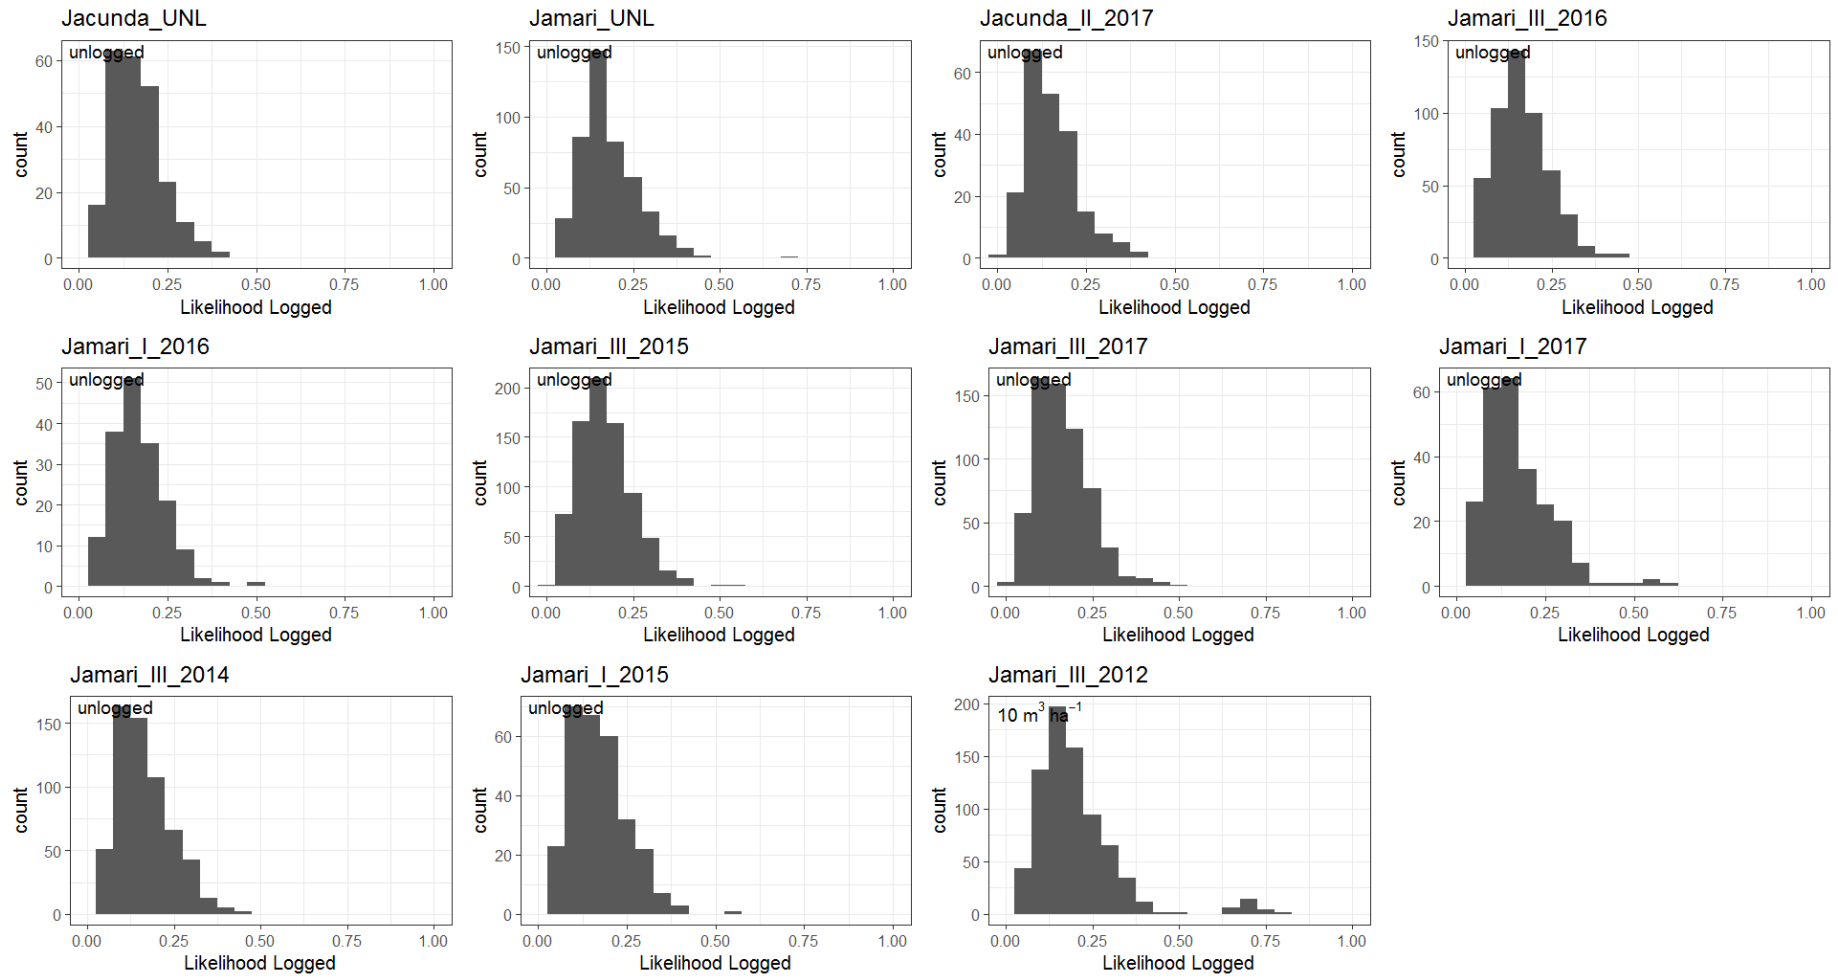 Jacunda_UNL
unlogged
60
40
20
0
count
0.00 0.25 0.50 0.75 1.00
Likelihood Logged
Jamari_UNL
unlogged
150
100
50
0
count
0.00 0.25 0.50 0.75 1.00
Likelihood Logged
Jacunda_II_2017
unlogged
60
40
20
0
count
0.00 0.25 0.50 0.75 1.00
Likelihood Logged
Jamari_III_2016
unlogged
150
100
50
0
count
0.00 0.25 0.50 0.75 1.00
Likelihood Logged
Jamari_I_2016
unlogged
50
40
30
20
10
0
count
0.00 0.25 0.50 0.75 1.00
Likelihood Logged
Jamari_III_2015
unlogged
200
150
100
50
0
count
0.00 0.25 0.50 0.75 1.00
Likelihood Logged
Jamari_III_2017
unlogged
150
100
50
0
count
0.00 0.25 0.50 0.75 1.00
Likelihood Logged
Jamari_I_2017
unlogged
60
40
20
0
count
0.00 0.25 0.50 0.75 1.00
Likelihood Logged
Jamari_III_2014
unlogged
150
100
50
0
count
0.00 0.25 0.50 0.75 1.00
Likelihood Logged
Jamari_I_2015
unlogged
60
40
20
0
count
0.00 0.25 0.50 0.75 1.00
Likelihood Logged
Jamari_III_2012
10 m³ ha⁻¹
200
150
100
50
0
count
0.00 0.25 0.50 0.75 1.00
Likelihood Logged